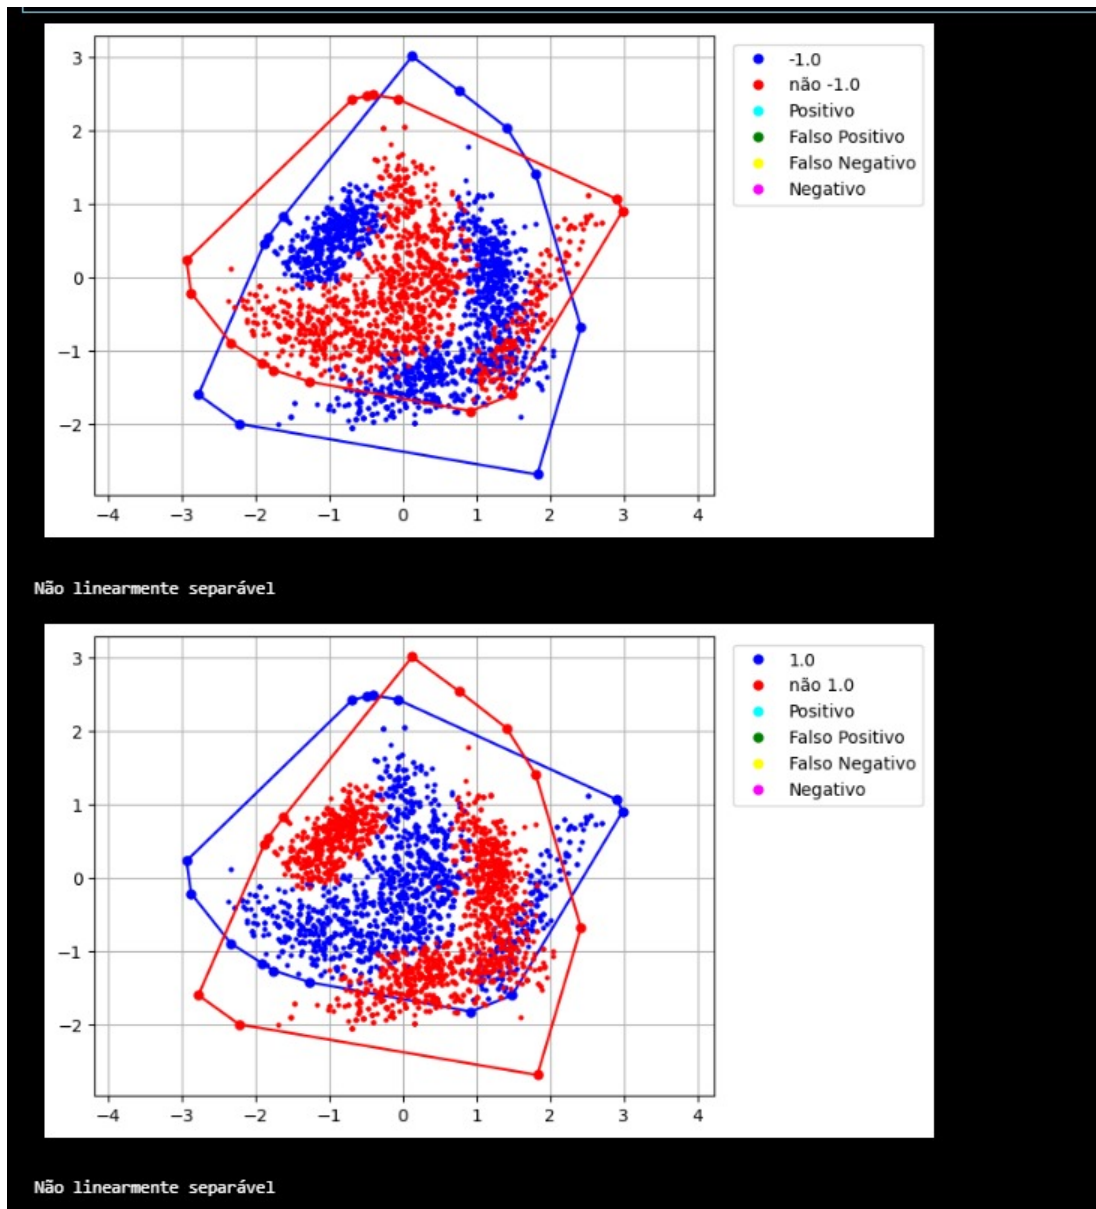 3
2
1
0
−1
−2
−4 −3 −2 −1 0 1 2 3 4
-1.0
não -1.0
Positivo
Falso Positivo
Falso Negativo
Negativo
Não linearmente separável
3
2
1
0
−1
−2
−4 −3 −2 −1 0 1 2 3 4
1.0
não 1.0
Positivo
Falso Positivo
Falso Negativo
Negativo
Não linearmente separável